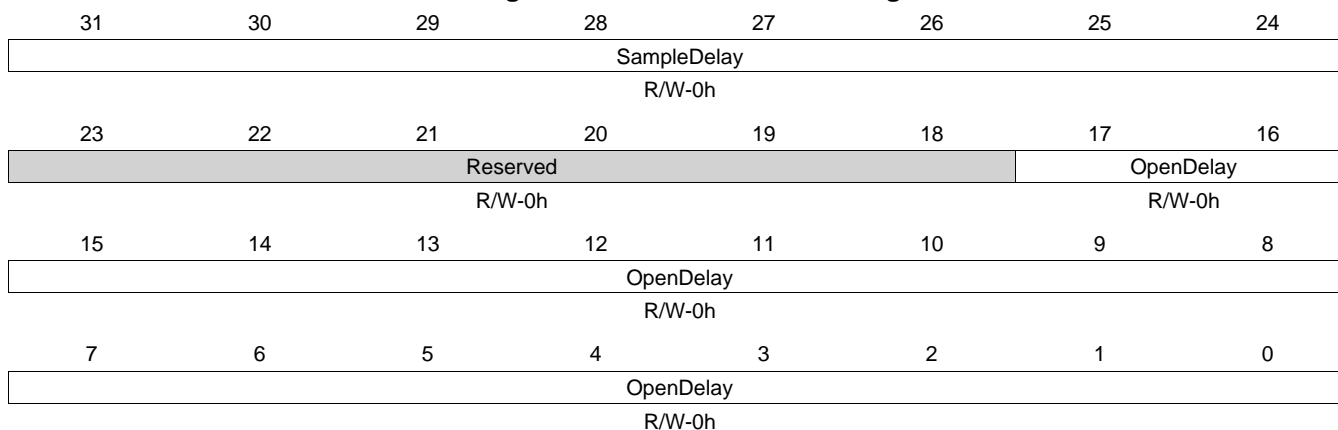 31 30 29 28 27 26 25 24
SampleDelay
R/W-0h
23 22 21 20 19 18 17 16
Reserved OpenDelay
R/W-0h R/W-0h
15 14 13 12 11 10 9 8
OpenDelay
R/W-0h
7 6 5 4 3 2 1 0
OpenDelay
R/W-0h